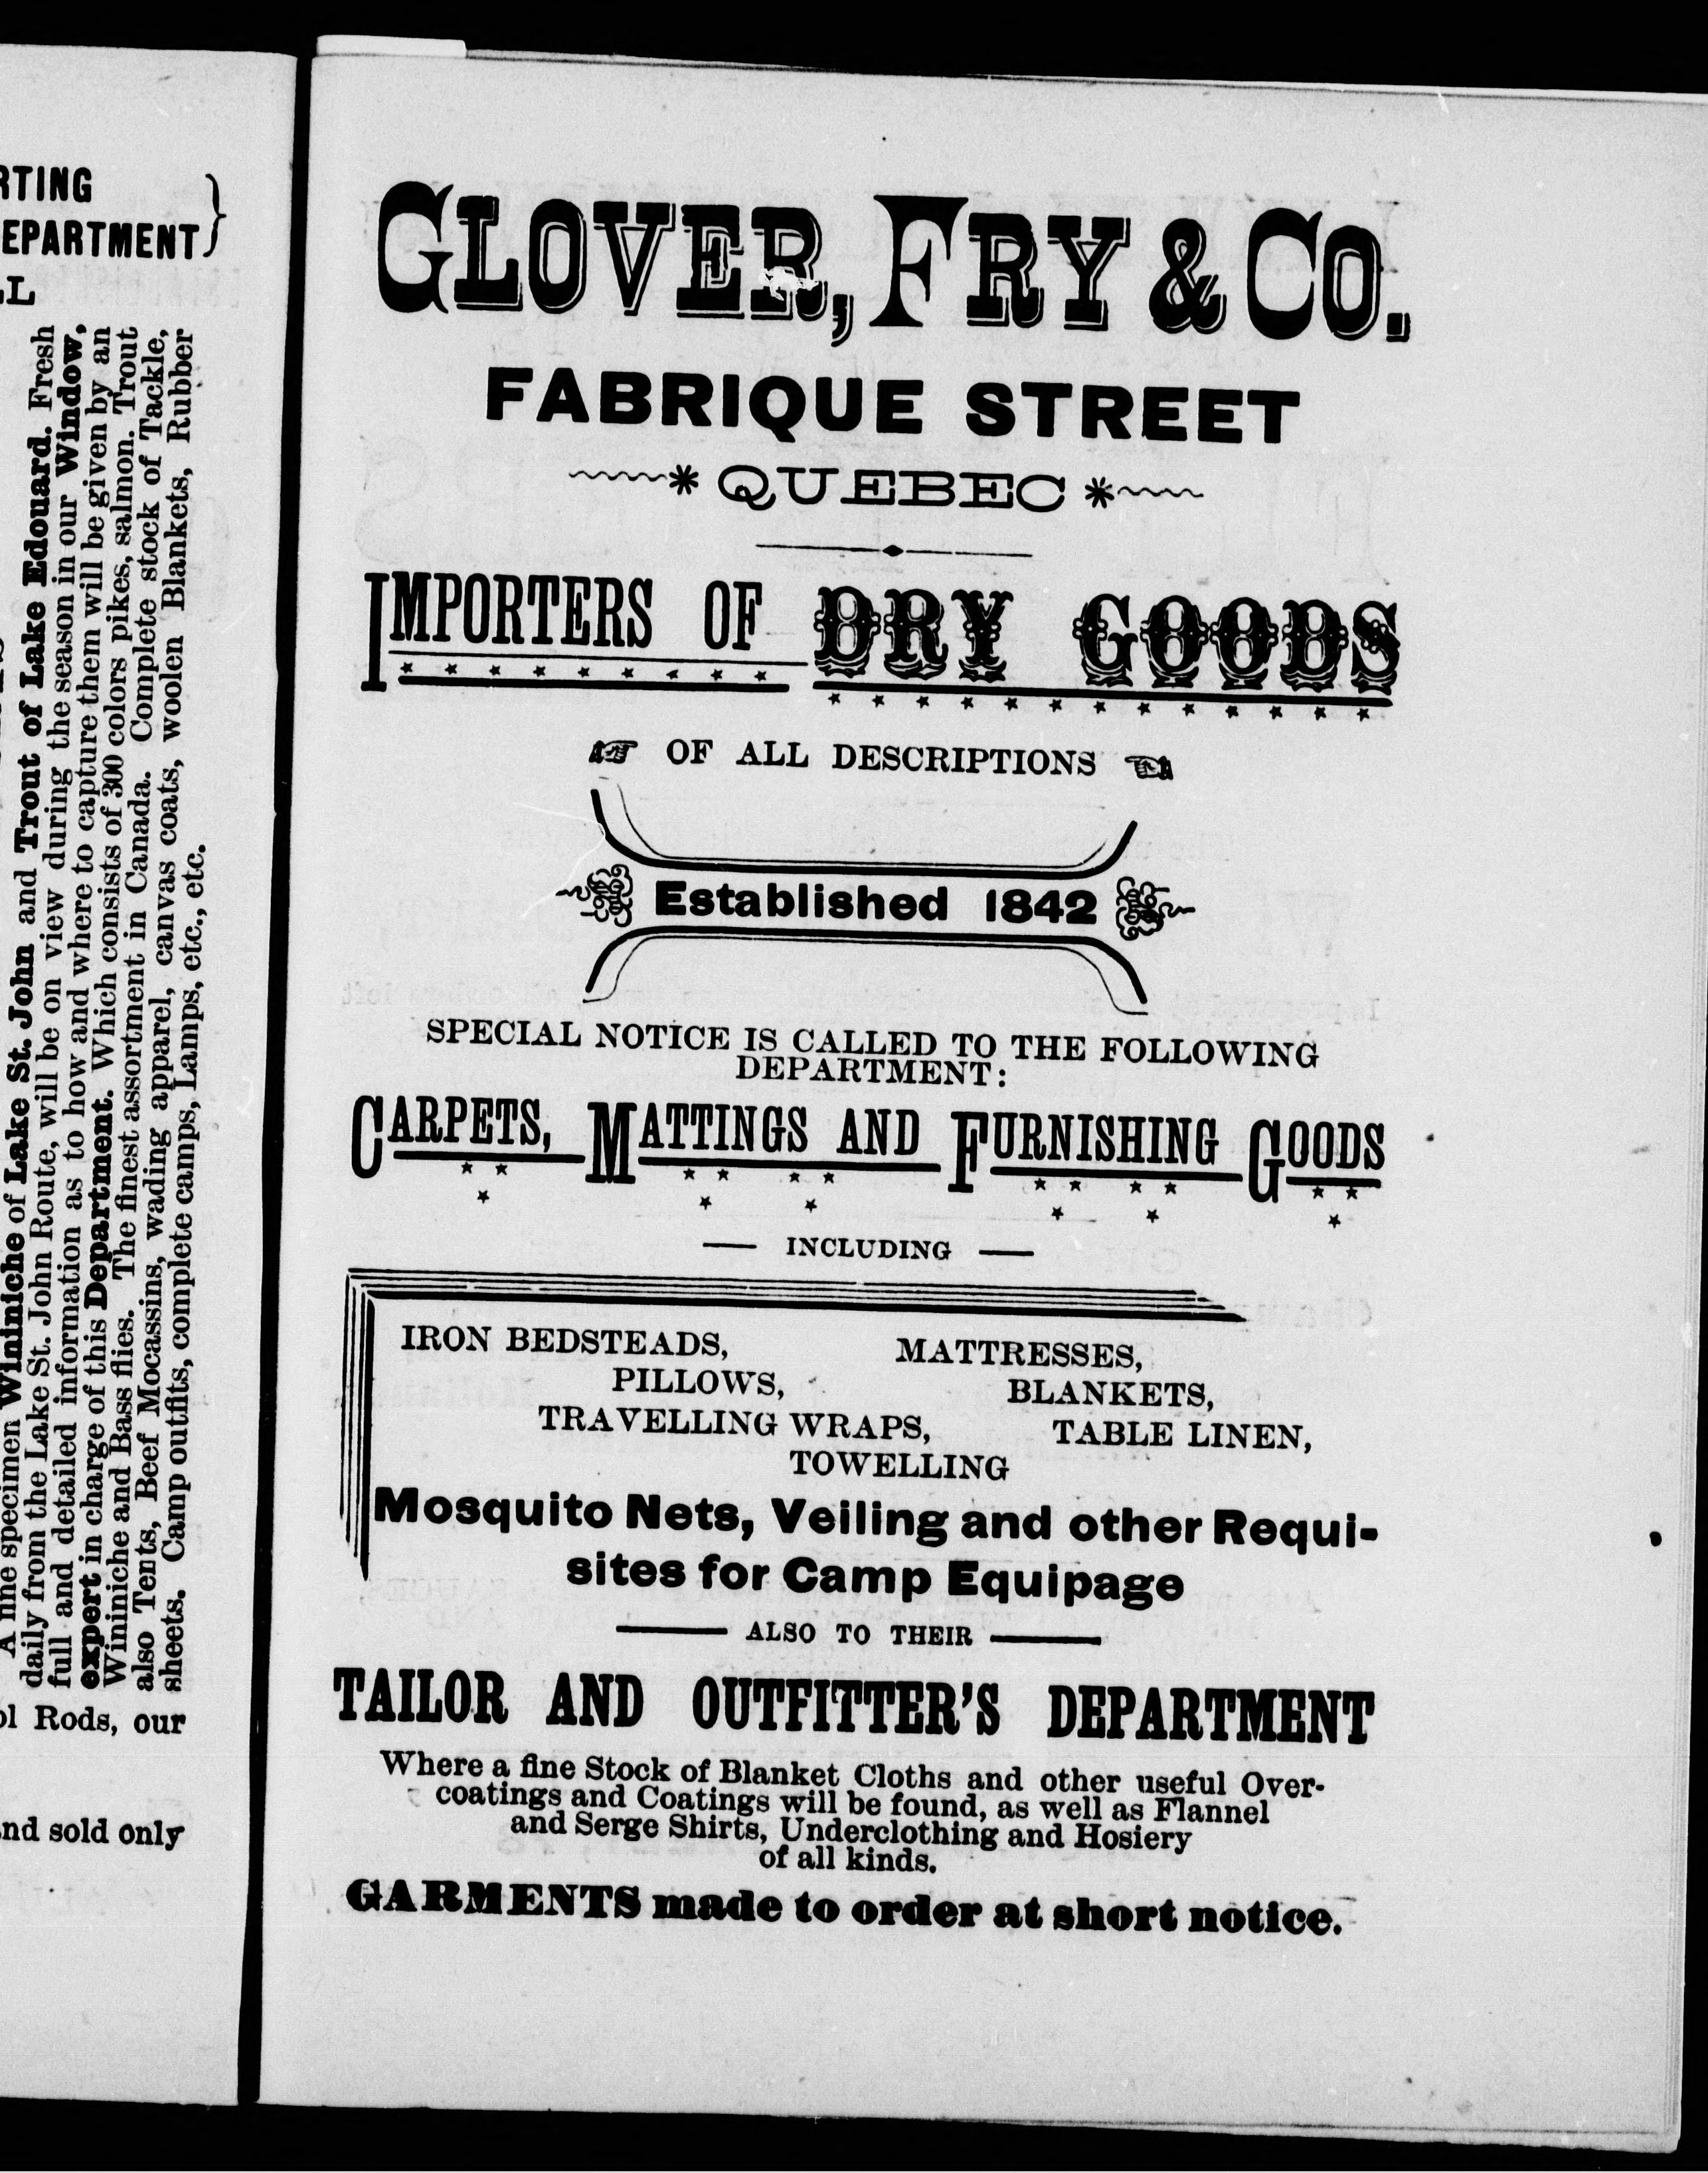 RTING
EPARTMENT
LL
A fine specimen Wininiche of Lake St. John and Trout of Lake Edouard. Fresh
daily from the Lake St. John Route, will be on view during the season in our Window,
full and detailed information as to how and where to capture them will be given by an
expert in charge of this Department. Which consists of 300 colors pikes, salmon. Trout
Wininiche and Bass flies. The finest assortment in Canada. Complete stock of Tackle,
also Tents, Beef Mocassins, wading apparel, canvas coats, woolen Blankets, Rubber
sheets. Camp outfits, complete camps, Lamps, etc., etc.
ol Rods, our
and sold only
GLOVER, FRY & CO.
FABRIQUE STREET
QUEBEC
IMPORTERS OF DRY GOODS
OF ALL DESCRIPTIONS
Established 1842
SPECIAL NOTICE IS CALLED TO THE FOLLOWING
DEPARTMENT:
CARPETS, MATTINGS AND FURNISHING GOODS
INCLUDING
IRON BEDSTEADS, MATTRESSES,
PILLOWS, BLANKETS,
TRAVELLING WRAPS, TABLE LINEN,
TOWELLING
Mosquito Nets, Veiling and other Requi-
sites for Camp Equipage
ALSO TO THEIR
TAILOR AND OUTFITTER'S DEPARTMENT
Where a fine Stock of Blanket Cloths and other useful Over-
coatings and Coatings will be found, as well as Flannel
and Serge Shirts, Underclothing and Hosiery
of all kinds.
GARMENTS made to order at short notice.